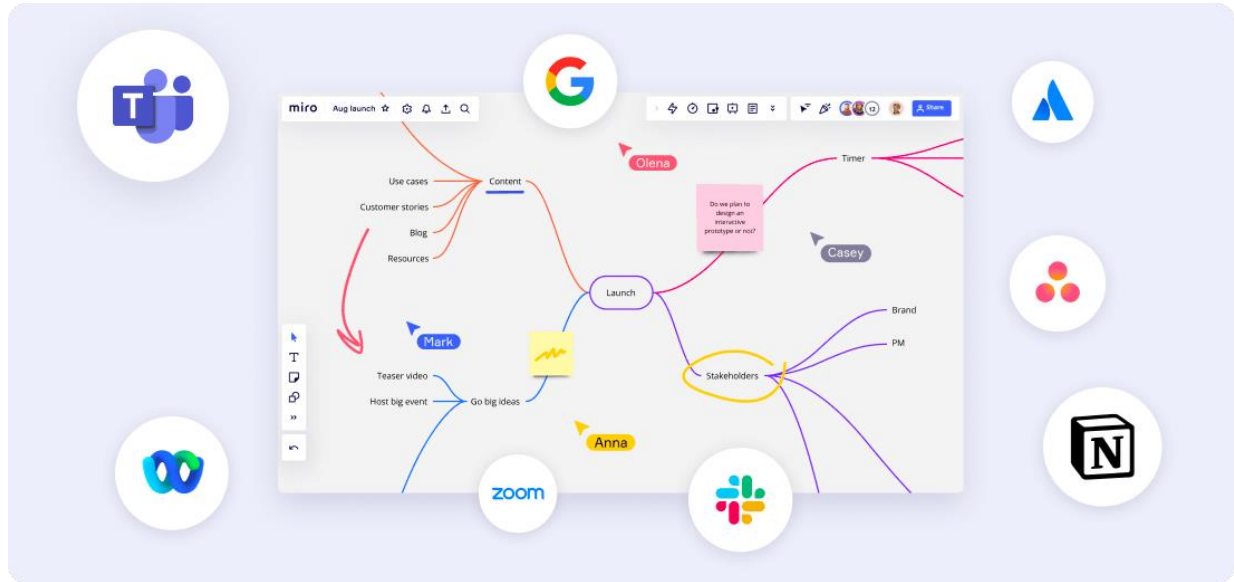 T
G
miro Aug launch
12 Share
Olena
Timer
Use cases
Content
Customer stories
Blog
Resources
Do we plan to
design an
interactive
prototype or not?
Casey
Launch
Brand
PM
Mark
T
Teaser video
Host big event
Go big ideas
Stakeholders
Anna
zoom
N